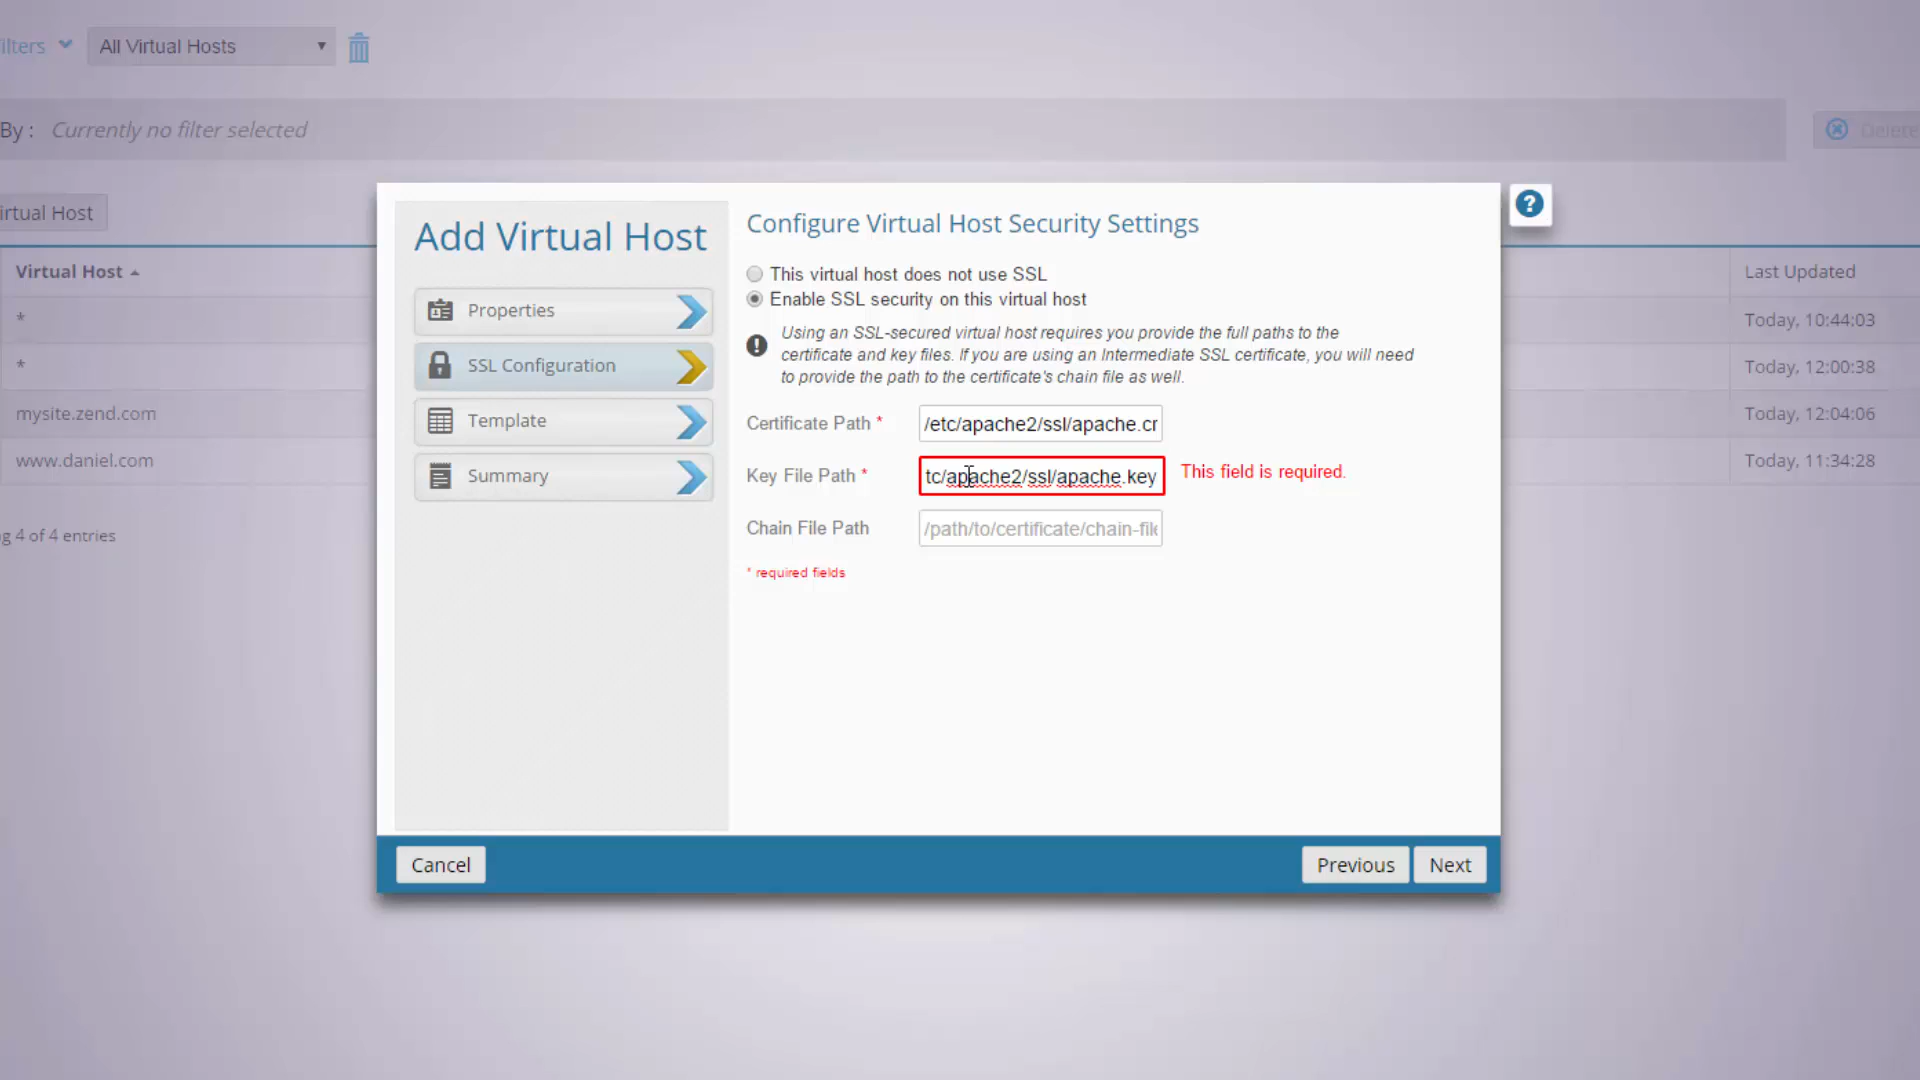 ilters
All Virtual Hosts
By : Currently no filter selected
Delete
irtual Host
Virtual Host
Last Updated
*
Today, 10:44:03
*
Today, 12:00:38
mysite.zend.com
Today, 12:04:06
www.daniel.com
Today, 11:34:28
g 4 of 4 entries
Add Virtual Host
Properties
SSL Configuration
Template
Summary
Configure Virtual Host Security Settings
This virtual host does not use SSL
Enable SSL security on this virtual host
Using an SSL-secured virtual host requires you provide the full paths to the
certificate and key files. If you are using an Intermediate SSL certificate, you will need
to provide the path to the certificate's chain file as well.
Certificate Path * /etc/apache2/ssl/apache.cr
Key File Path * tc/apache2/ssl/apache.key This field is required.
Chain File Path /path/to/certificate/chain-file
* required fields
?
Cancel
Previous
Next